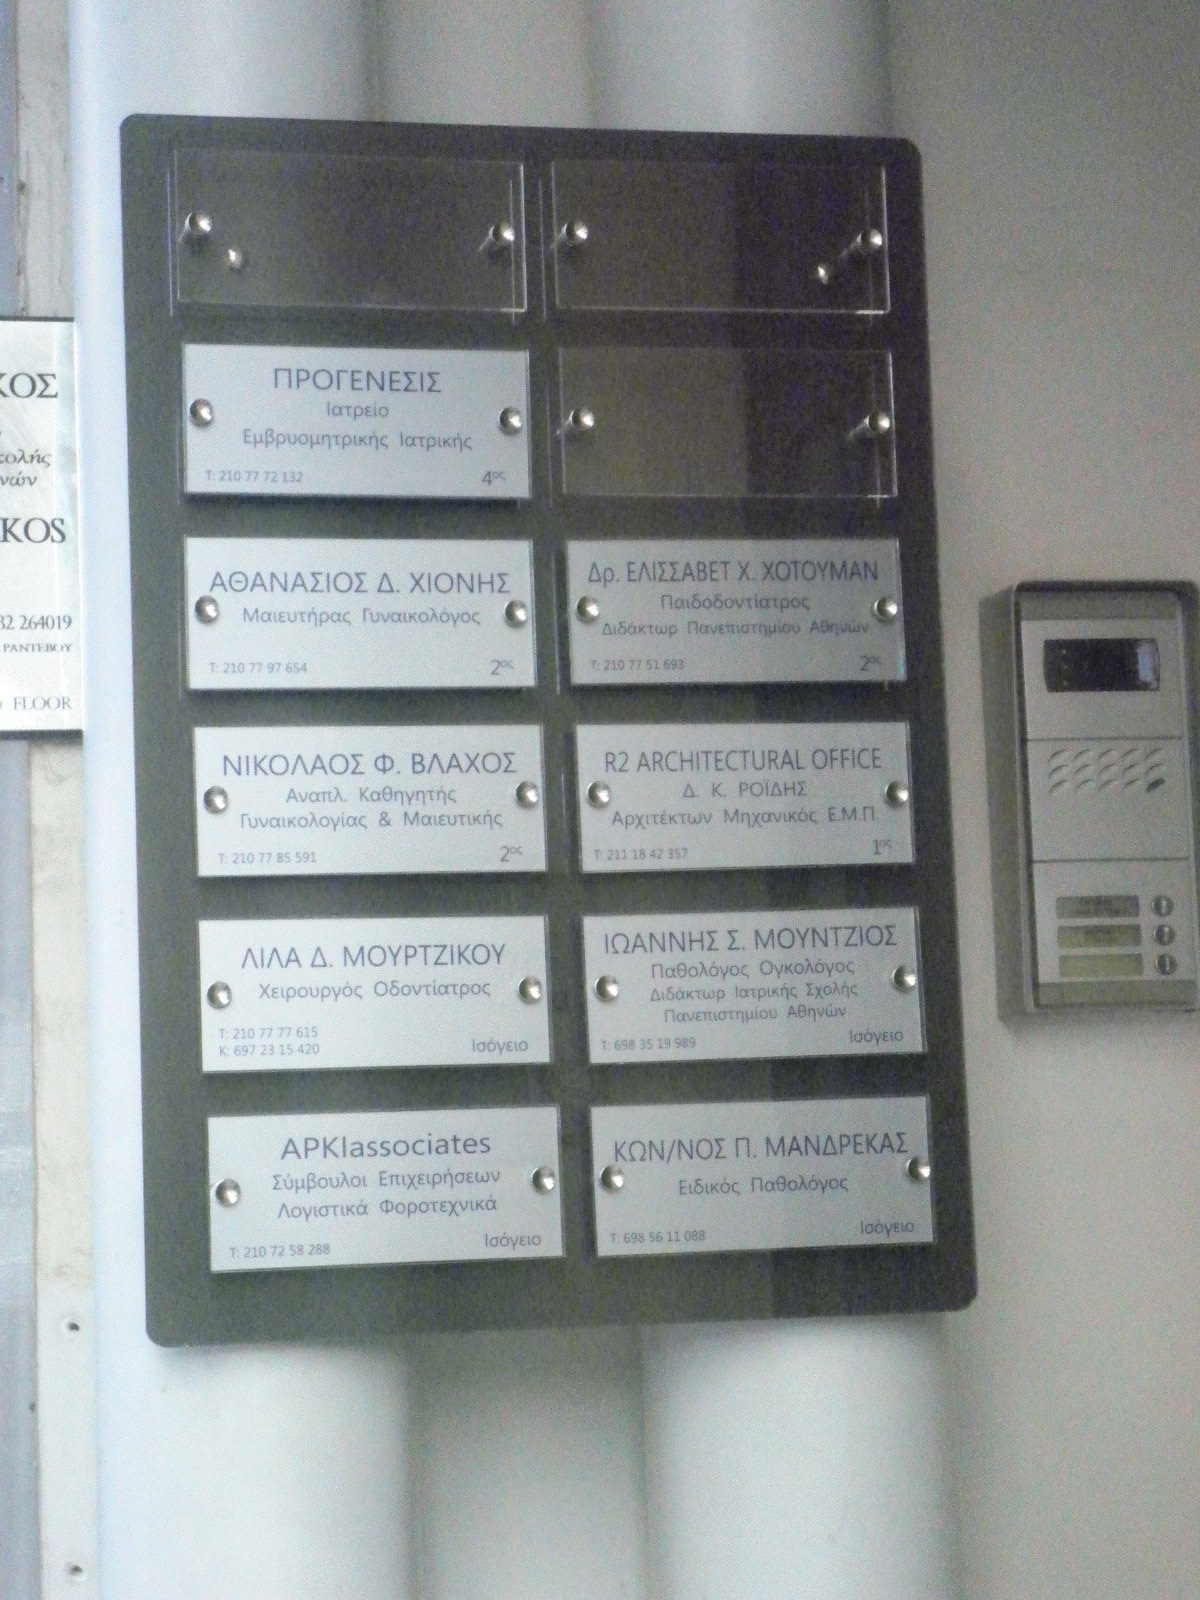 ΚΟΣ
νών
KOS
32 264019
ΡΑΝΤΕΒΟΥ
FLOOR
ΠΡΟΓΕΝΕΣΙΣ
Ιατρείο
Εμβρυομητρικής Ιατρικής
Τ: 210 77 72 132
4ος
ΑΘΑΝΑΣΙΟΣ Δ. ΧΙΟΝΗΣ
Μαιευτήρας Γυναικολόγος
Τ: 210 77 97 654
2ος
Δρ. ΕΛΙΣΣΑΒΕΤ Χ. ΧΟΤΟΥΜΑΝ
Παιδοδοντίατρος
Διδάκτωρ Πανεπιστημίου Αθηνών
Τ: 210 77 51 693
2ος
ΝΙΚΟΛΑΟΣ Φ. ΒΛΑΧΟΣ
Αναπλ. Καθηγητής
Γυναικολογίας & Μαιευτικής
Τ: 210 77 85 591
2ος
R2 ARCHITECTURAL OFFICE
Δ. Κ. ΡΟΪΔΗΣ
Αρχιτέκτων Μηχανικός Ε.Μ.Π.
Τ: 211 18 42 357
1ος
ΛΙΛΑ Δ. ΜΟΥΡΤΖΙΚΟΥ
Χειρουργός Οδοντίατρος
Τ: 210 77 77 615
Κ: 697 23 15 420
Ισόγειο
ΙΩΑΝΝΗΣ Σ. ΜΟΥΝΤΖΙΟΣ
Παθολόγος Ογκολόγος
Διδάκτωρ Ιατρικής Σχολής
Πανεπιστημίου Αθηνών
Τ: 698 35 19 989
Ισόγειο
APKIassociates
Σύμβουλοι Επιχειρήσεων
Λογιστικά Φοροτεχνικά
Τ: 210 72 58 288
Ισόγειο
ΚΩΝ/ΝΟΣ Π. ΜΑΝΔΡΕΚΑΣ
Ειδικός Παθολόγος
Τ: 698 56 11 088
Ισόγειο